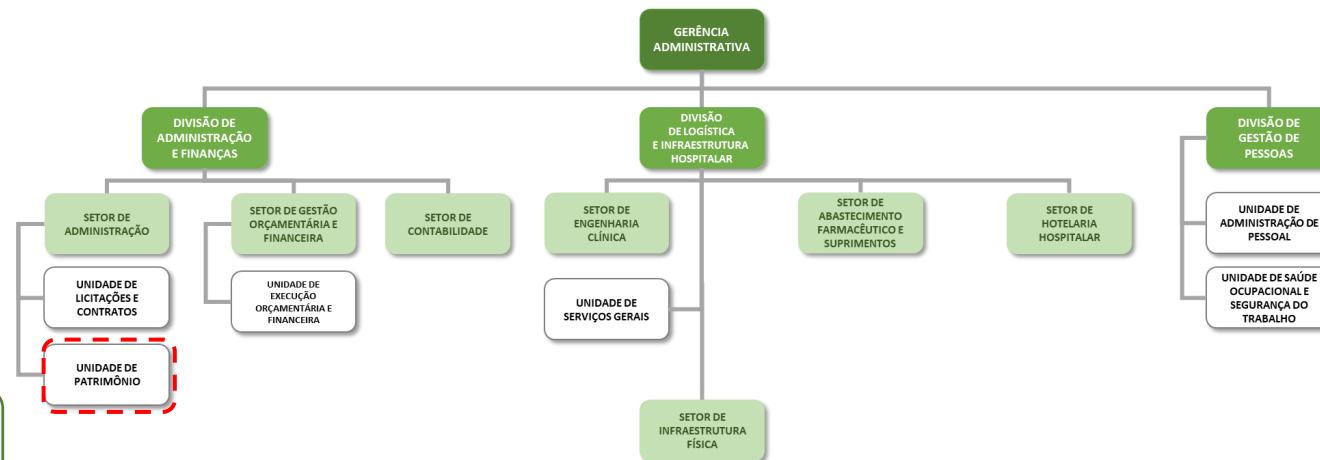 GERÊNCIA
ADMINISTRATIVA
DIVISÃO DE
ADMINISTRAÇÃO
E FINANÇAS
DIVISÃO
DE LOGÍSTICA
E INFRAESTRUTURA
HOSPITALAR
DIVISÃO DE
GESTÃO DE
PESSOAS
SETOR DE
ADMINISTRAÇÃO
SETOR DE GESTÃO
ORÇAMENTÁRIA E
FINANCEIRA
SETOR DE
CONTABILIDADE
SETOR DE
ENGENHARIA
CLÍNICA
SETOR DE
ABASTECIMENTO
FARMACÊUTICO E
SUPRIMENTOS
SETOR DE
HOTELARIA
HOSPITALAR
UNIDADE DE
ADMINISTRAÇÃO DE
PESSOAL
UNIDADE DE
LICITAÇÕES E
CONTRATOS
UNIDADE DE
EXECUÇÃO
ORÇAMENTÁRIA E
FINANCEIRA
UNIDADE DE
SERVIÇOS GERAIS
UNIDADE DE SAÚDE
OCUPACIONAL E
SEGURANÇA DO
TRABALHO
UNIDADE DE
PATRIMÔNIO
SETOR DE
INFRAESTRUTURA
FÍSICA